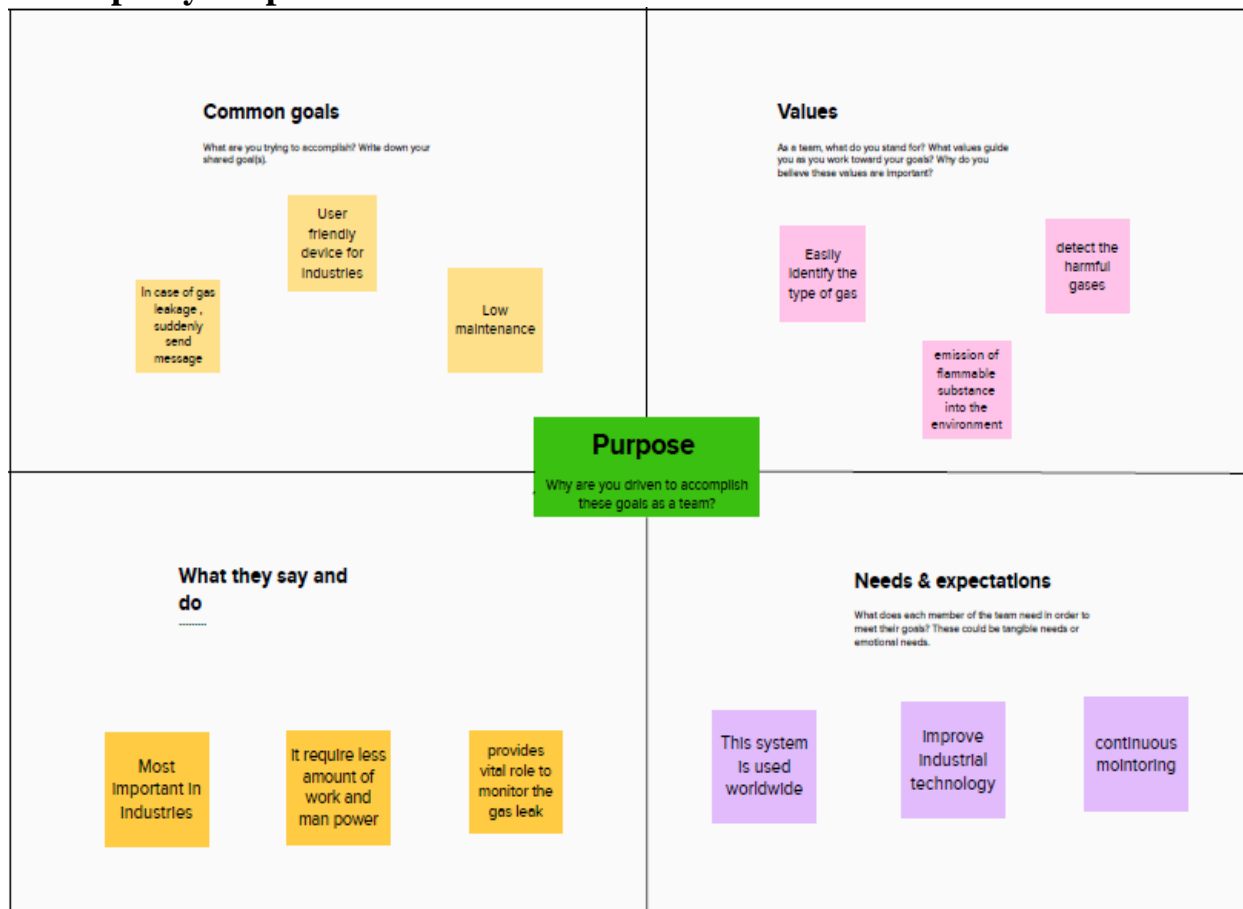 Common goals
What are you trying to accomplish? Write down your
shared goal(s).
User
friendly
device for
industries
In case of gas
leakage ,
suddenly
send
message
Low
maintenance
Values
As a team, what do you stand for? What values guide
you as you work toward your goals? Why do you
believe these values are important?
Easily
identify the
type of gas
detect the
harmful
gases
emission of
flammable
substance
into the
environment
Purpose
Why are you driven to accomplish
these goals as a team?
What they say and
do
Most
important in
industries
It require less
amount of
work and
man power
provides
vital role to
monitor the
gas leak
Needs & expectations
What does each member of the team need in order to
meet their goals? These could be tangible needs or
emotional needs.
This system
is used
worldwide
improve
industrial
technology
continuous
mointoring